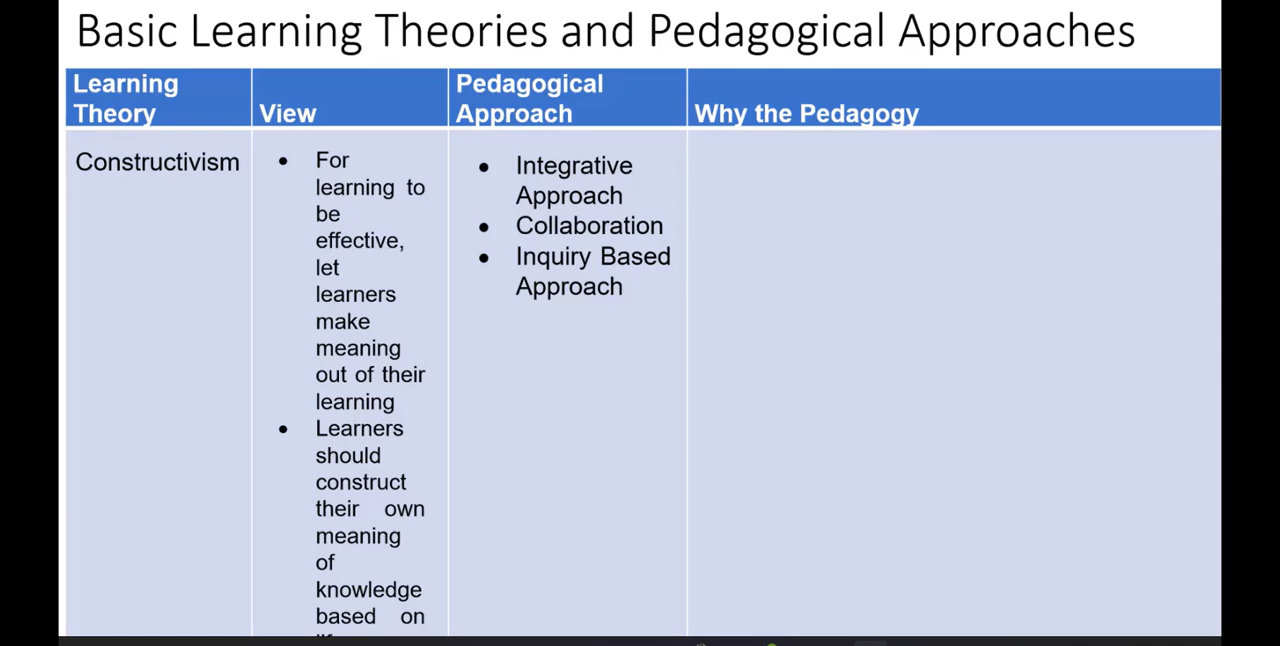 Basic Learning Theories and Pedagogical Approaches
Learning
Theory
View
Pedagogical
Approach
Why the Pedagogy
Constructivism
• For
learning to
be
effective,
let
learners
make
meaning
out of their
learning
• Learners
should
construct
their own
meaning
of
knowledge
based on
• Integrative
Approach
• Collaboration
• Inquiry Based
Approach